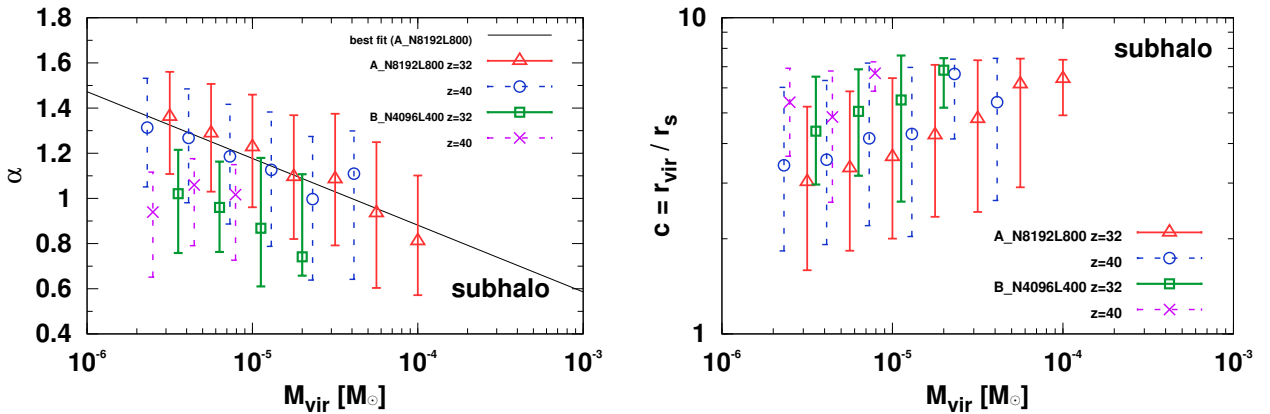 1.8
1.6
1.4
1.2
1
0.8
0.6
0.4
α
best fit (A_N8192L800)
A_N8192L800 z=32
z=40
B_N4096L400 z=32
z=40
subhalo
10^-6
10^-5
10^-4
10^-3
M_vir [M_☉]
10
1
c = r_vir / r_s
subhalo
A_N8192L800 z=32
z=40
B_N4096L400 z=32
z=40
10^-6
10^-5
10^-4
10^-3
M_vir [M_☉]